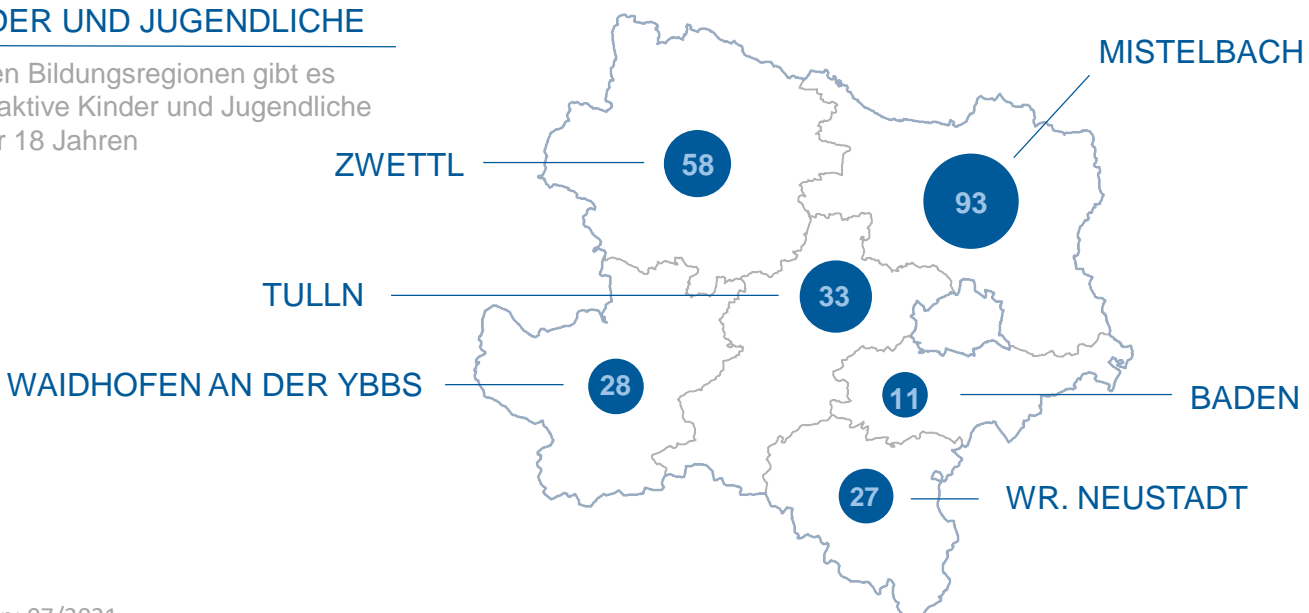 DER UND JUGENDLICHE
en Bildungsregionen gibt es
aktive Kinder und Jugendliche
r 18 Jahren
MISTELBACH
ZWETTL
58
93
TULLN
33
WAIDHOFEN AN DER YBBS
28
11
BADEN
27
WR. NEUSTADT